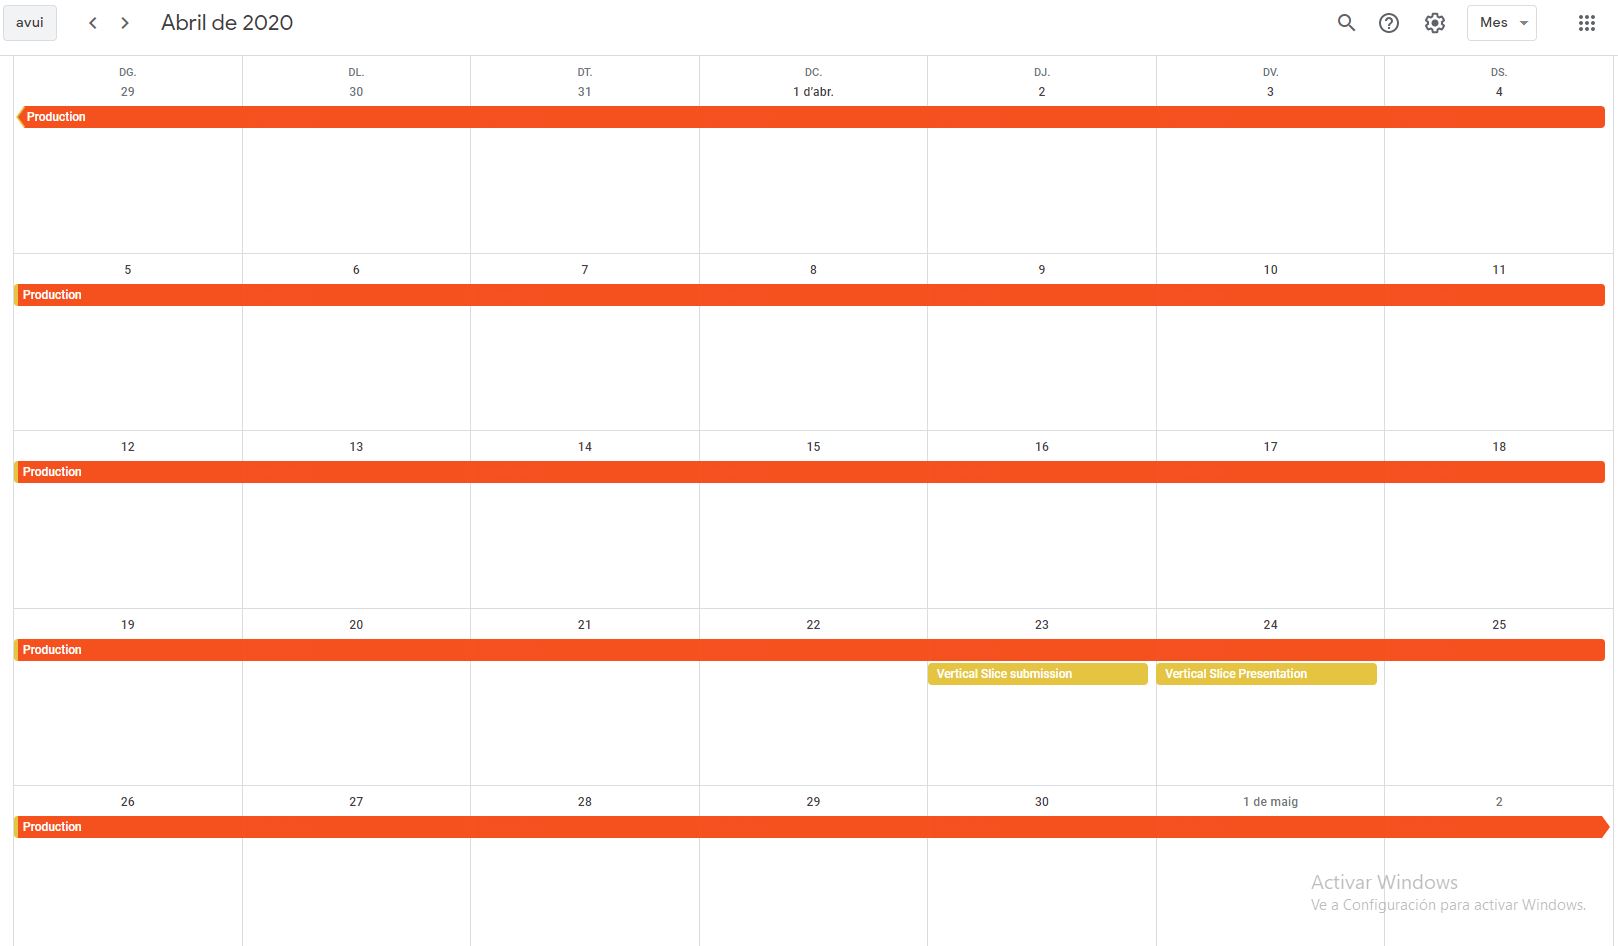 avui
Abril de 2020
Mes
DG. DL. DT. DC. DJ. DV. DS.
29 30 31 1 d'abr. 2 3 4
Production
5 6 7 8 9 10 11
Production
12 13 14 15 16 17 18
Production
19 20 21 22 23 24 25
Production
Vertical Slice submission Vertical Slice Presentation
26 27 28 29 30 1 de maig 2
Production
Activar Windows
Ve a Configuración para activar Windows.